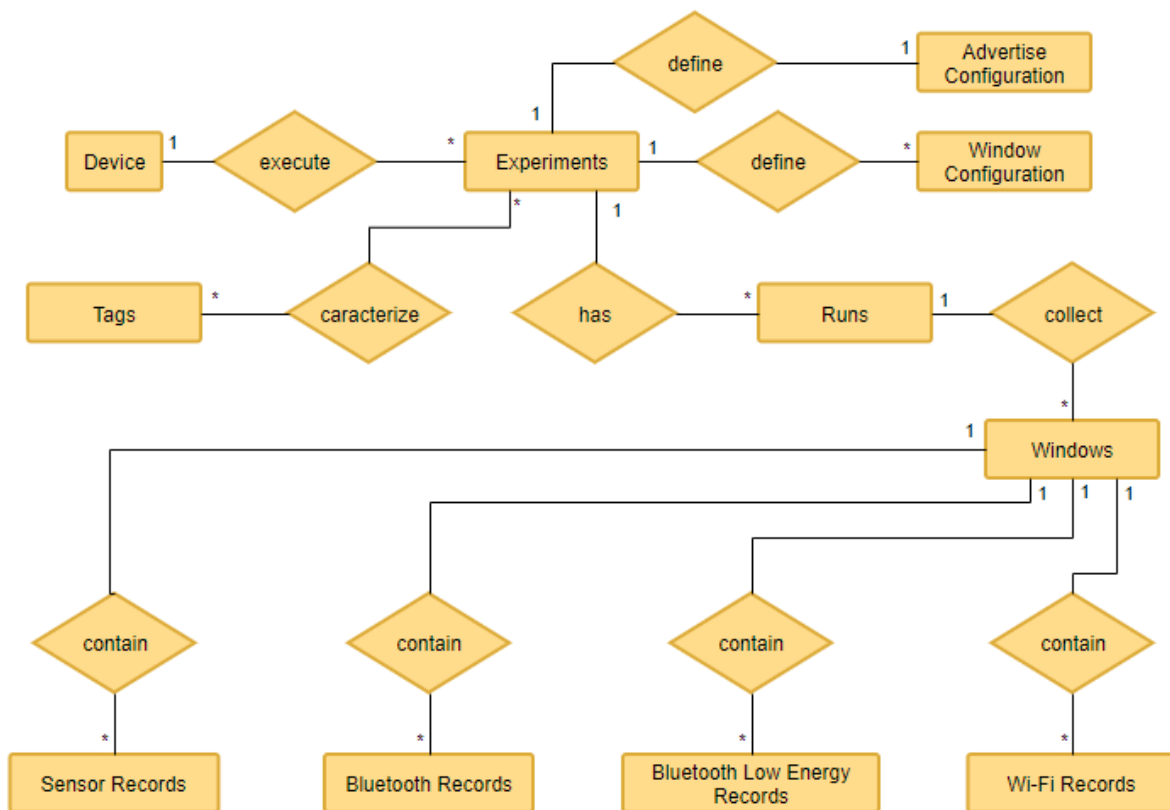 define
1
Advertise
Configuration
1
Device
1
execute
*
Experiments
1
define
*
Window
Configuration
*
1
Tags
*
caracterize
has
*
Runs
1
collect
*
1
Windows
1
1
1
contain
contain
contain
contain
*
*
*
*
Sensor Records
Bluetooth Records
Bluetooth Low Energy
Records
Wi-Fi Records